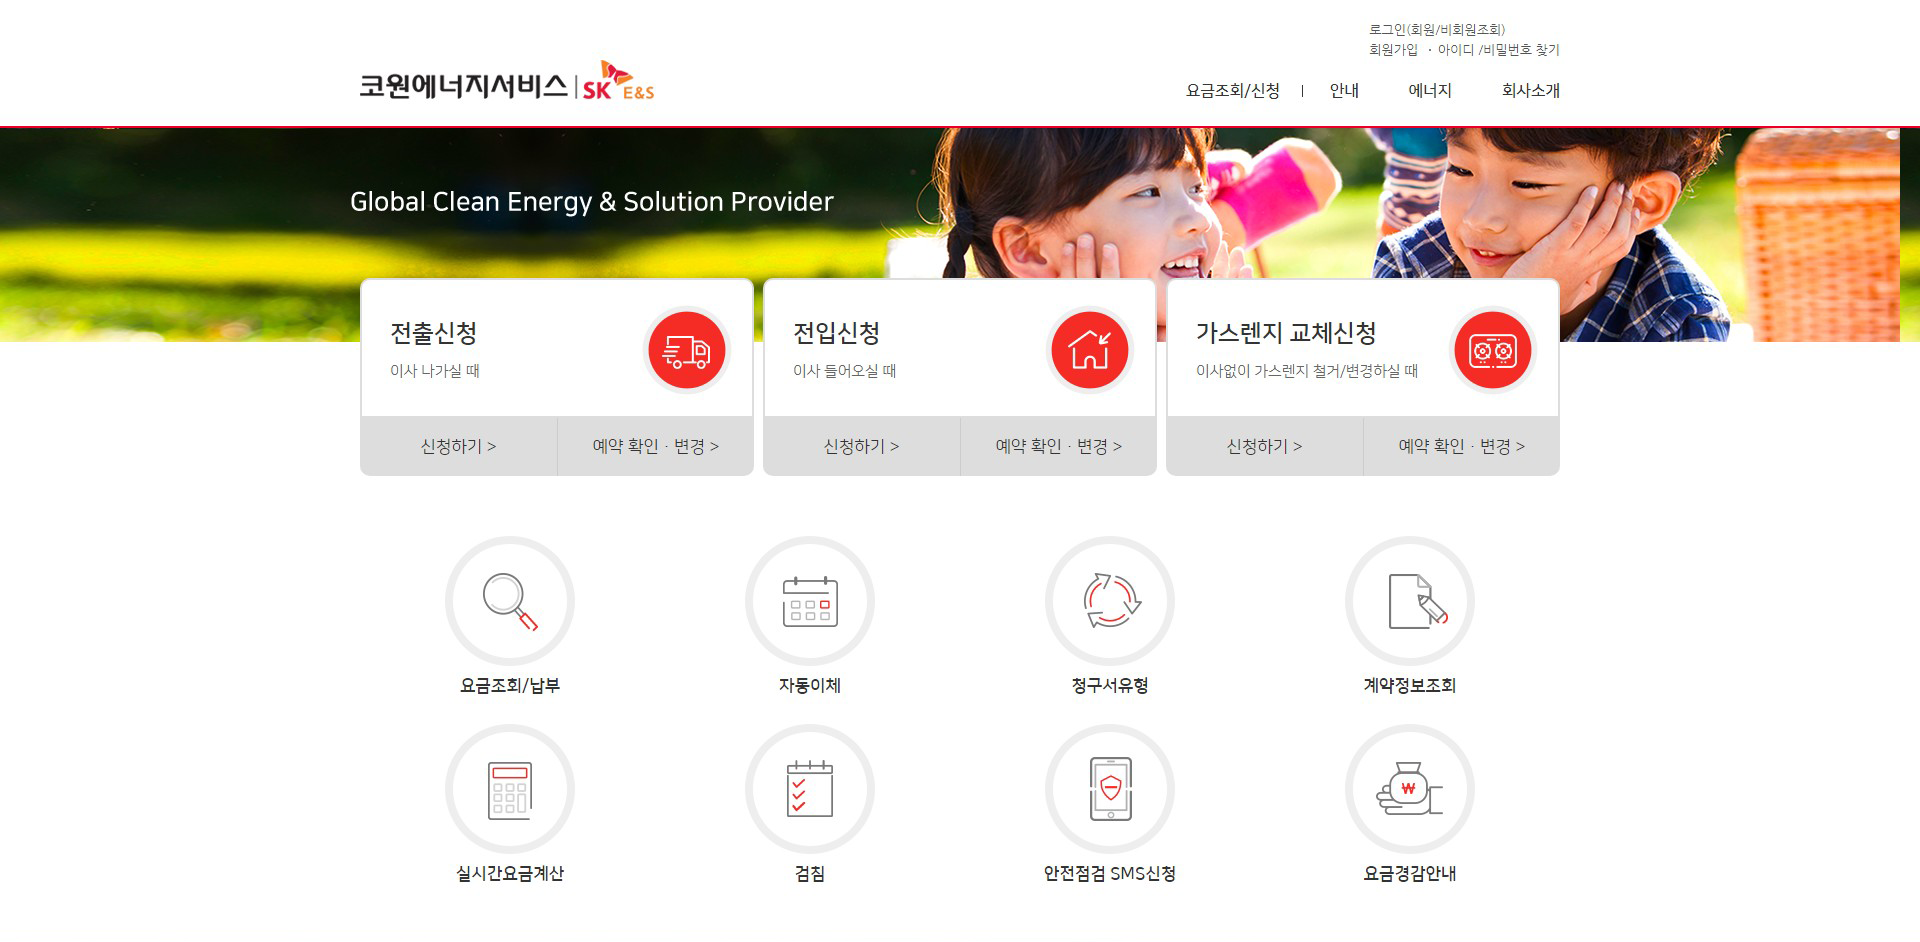 로그인(회원/비회원조회)
회원가입 · 아이디 /비밀번호 찾기
코원에너지서비스 | SK E&S
요금조회/신청 | 안내 에너지 회사소개
Global Clean Energy & Solution Provider
전출신청
이사 나가실 때
신청하기 > 예약 확인 · 변경 >
전입신청
이사 들어오실 때
신청하기 > 예약 확인 · 변경 >
가스렌지 교체신청
이사없이 가스렌지 철거/변경하실 때
신청하기 > 예약 확인 · 변경 >
요금조회/납부 자동이체 청구서유형 계약정보조회
₩
실시간요금계산 검침 안전점검 SMS신청 요금경감안내